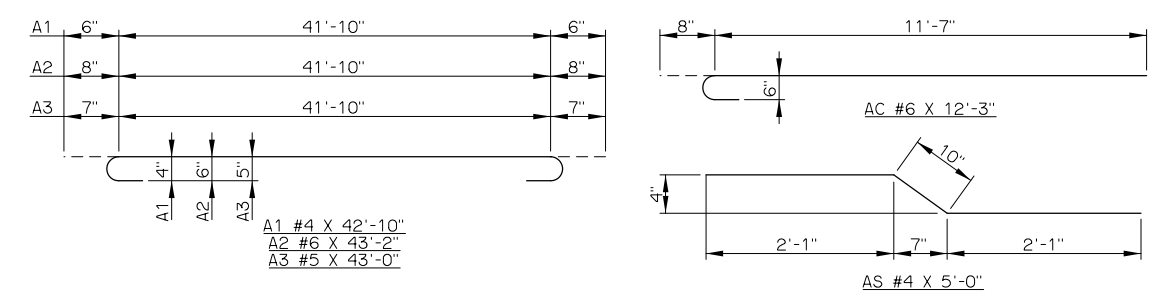 A1 6" 41'-10" 6"
A2 8" 41'-10" 8"
A3 7" 41'-10" 7"
4" 6" 5"
A1 A2 A3
A1 #4 X 42'-10"
A2 #6 X 43'-2"
A3 #5 X 43'-0"
8" 11'-7"
6"
AC #6 X 12'-3"
10"
4"
2'-1" 7" 2'-1"
AS #4 X 5'-0"